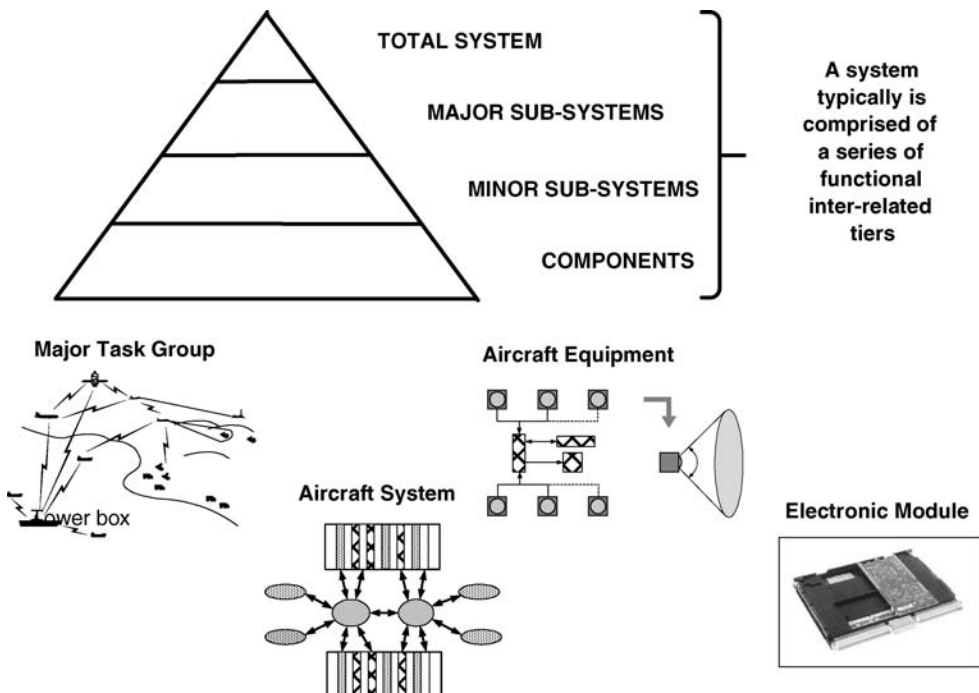 TOTAL SYSTEM
MAJOR SUB-SYSTEMS
MINOR SUB-SYSTEMS
COMPONENTS
A system
typically is
comprised of
a series of
functional
inter-related
tiers
Major Task Group
Aircraft Equipment
Aircraft System
ower box
Electronic Module